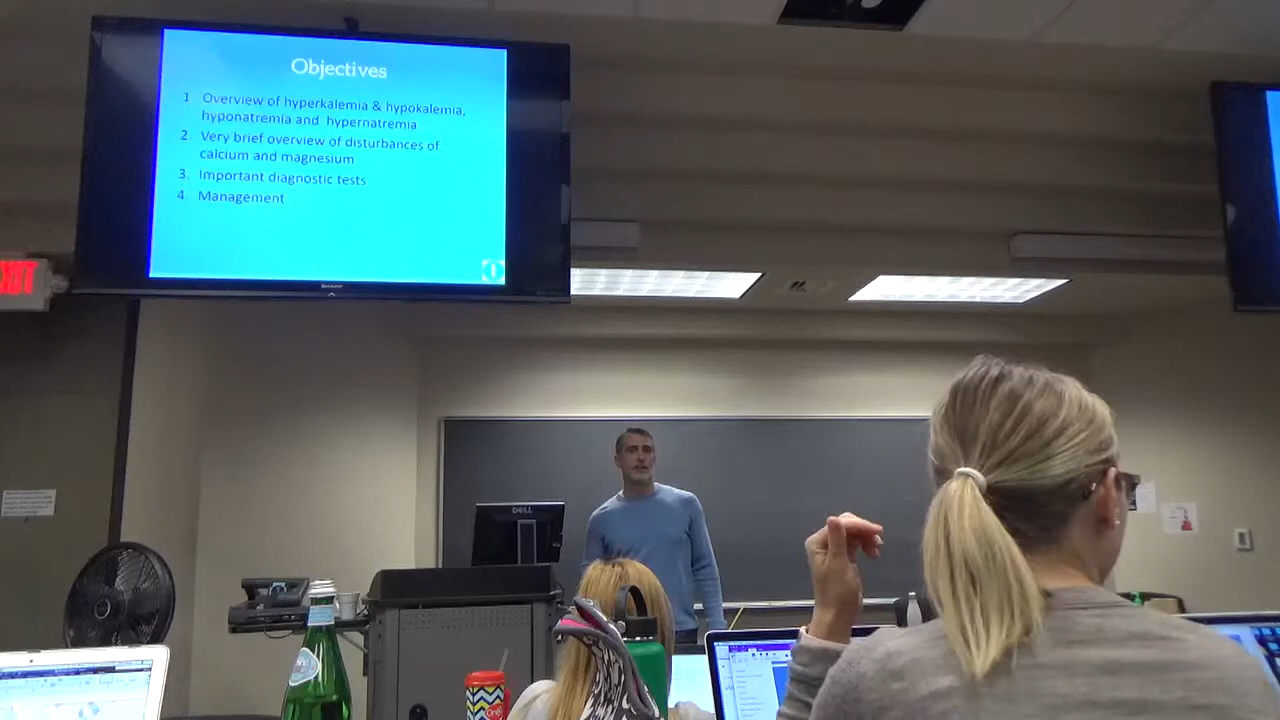 Objectives
1 Overview of hyperkalemia & hypokalemia,
hyponatremia and hypernatremia
2. Very brief overview of disturbances of
calcium and magnesium
3. Important diagnostic tests
4. Management
SHARP
EXIT
DELL